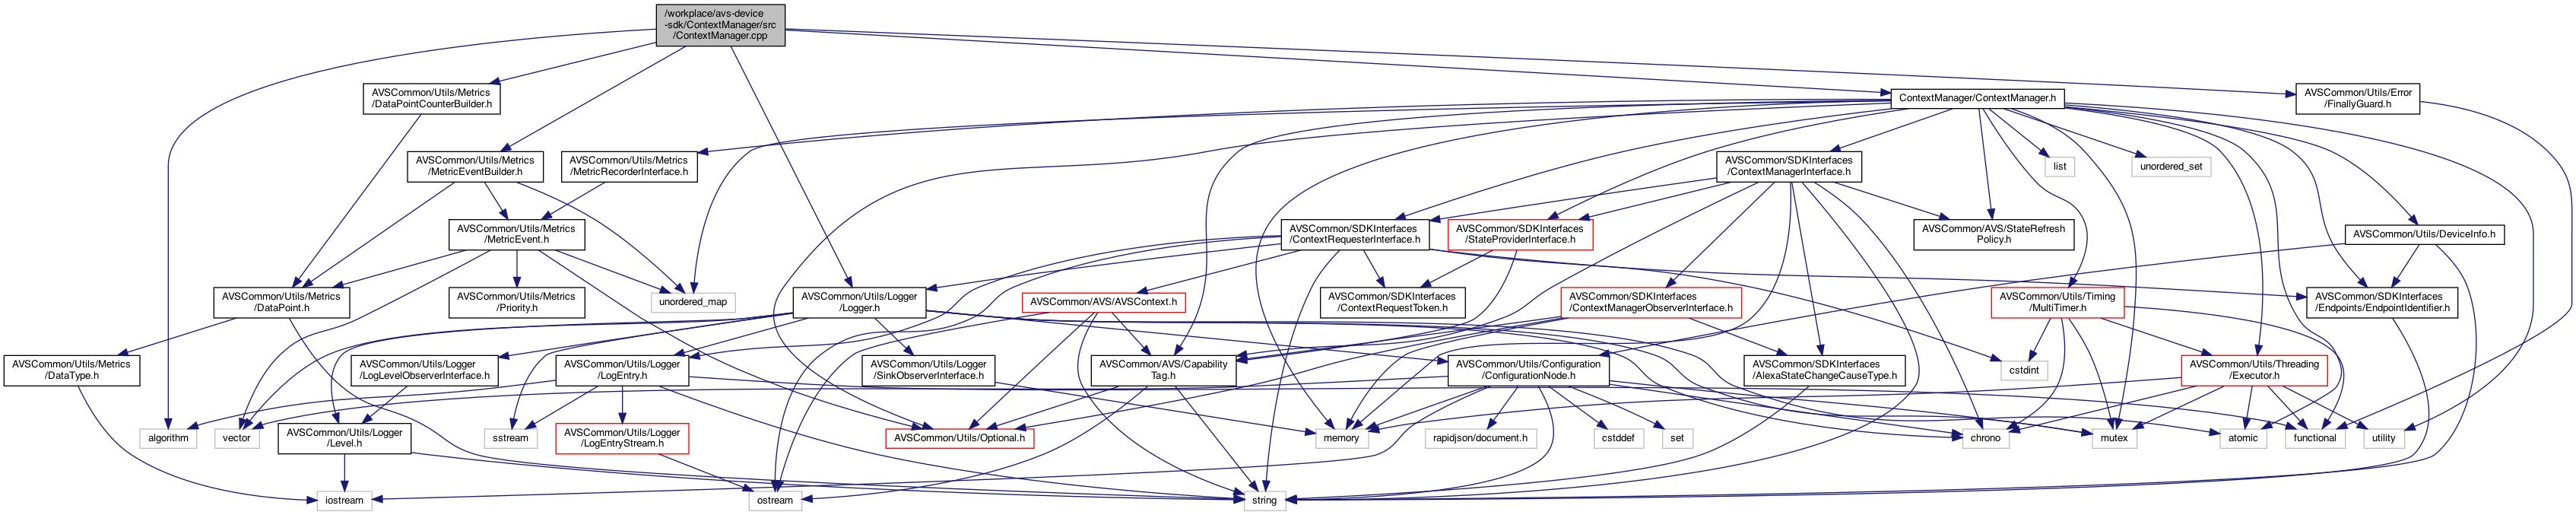 /workplace/avs-device
-sdk/ContextManager/src
/ContextManager.cpp
AVSCommon/Utils/Metrics
/DataPointCounterBuilder.h
ContextManager/ContextManager.h
AVSCommon/Utils/Error
/FinallyGuard.h
AVSCommon/Utils/Metrics
/MetricEventBuilder.h
AVSCommon/Utils/Metrics
/MetricRecorderInterface.h
AVSCommon/SDKInterfaces
/ContextManagerInterface.h
list
unordered_set
AVSCommon/Utils/Metrics
/MetricEvent.h
AVSCommon/SDKInterfaces
/ContextRequesterInterface.h
AVSCommon/SDKInterfaces
/StateProviderInterface.h
AVSCommon/AVS/StateRefresh
Policy.h
AVSCommon/Utils/DeviceInfo.h
AVSCommon/Utils/Metrics
/DataPoint.h
AVSCommon/Utils/Metrics
/Priority.h
unordered_map
AVSCommon/Utils/Logger
/Logger.h
AVSCommon/AVS/AVSContext.h
AVSCommon/SDKInterfaces
/ContextRequestToken.h
AVSCommon/SDKInterfaces
/ContextManagerObserverInterface.h
AVSCommon/Utils/Timing
/MultiTimer.h
AVSCommon/SDKInterfaces
/Endpoints/EndpointIdentifier.h
AVSCommon/Utils/Metrics
/DataType.h
AVSCommon/Utils/Logger
/LogLevelObserverInterface.h
AVSCommon/Utils/Logger
/LogEntry.h
AVSCommon/Utils/Logger
/SinkObserverInterface.h
AVSCommon/AVS/Capability
Tag.h
AVSCommon/Utils/Configuration
/ConfigurationNode.h
AVSCommon/SDKInterfaces
/AlexaStateChangeCauseType.h
cstdint
AVSCommon/Utils/Threading
/Executor.h
algorithm
vector
AVSCommon/Utils/Logger
/Level.h
sstream
AVSCommon/Utils/Logger
/LogEntryStream.h
AVSCommon/Utils/Optional.h
memory
rapidjson/document.h
cstddef
set
chrono
mutex
atomic
functional
utility
iostream
ostream
string